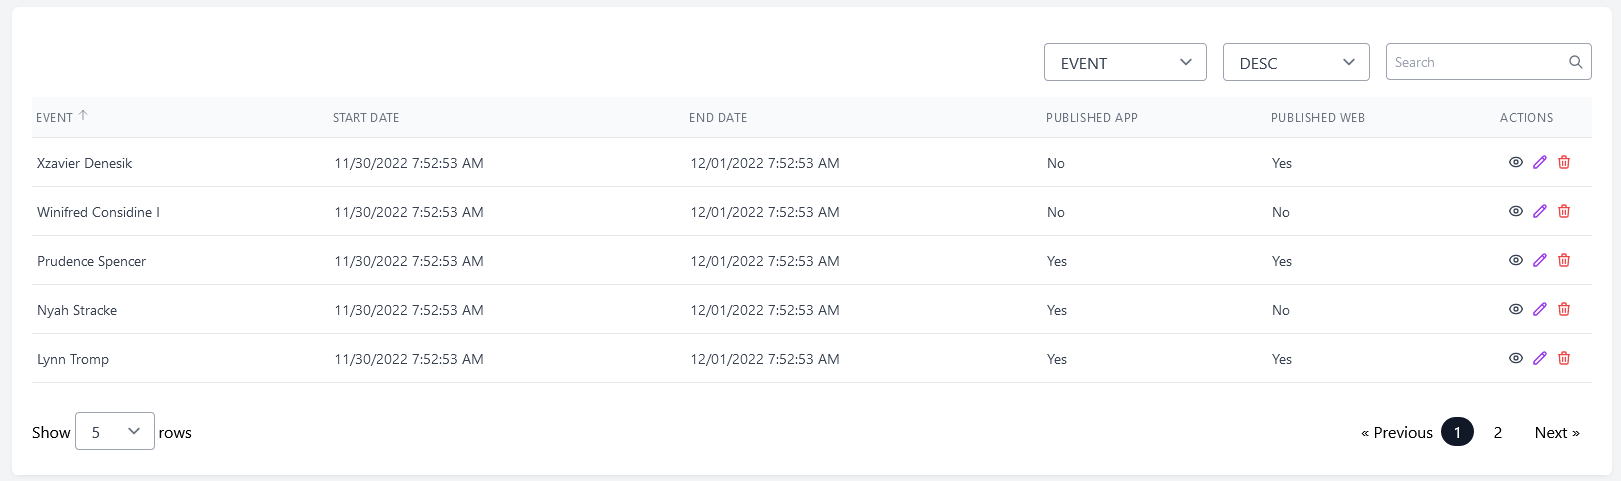 EVENT DESC Search
EVENT START DATE END DATE PUBLISHED APP PUBLISHED WEB ACTIONS
Xzavier Denesik 11/30/2022 7:52:53 AM 12/01/2022 7:52:53 AM No Yes
Winifred Considine I 11/30/2022 7:52:53 AM 12/01/2022 7:52:53 AM No No
Prudence Spencer 11/30/2022 7:52:53 AM 12/01/2022 7:52:53 AM Yes Yes
Nyah Stracke 11/30/2022 7:52:53 AM 12/01/2022 7:52:53 AM Yes No
Lynn Tromp 11/30/2022 7:52:53 AM 12/01/2022 7:52:53 AM Yes Yes
Show 5 rows « Previous 1 2 Next »